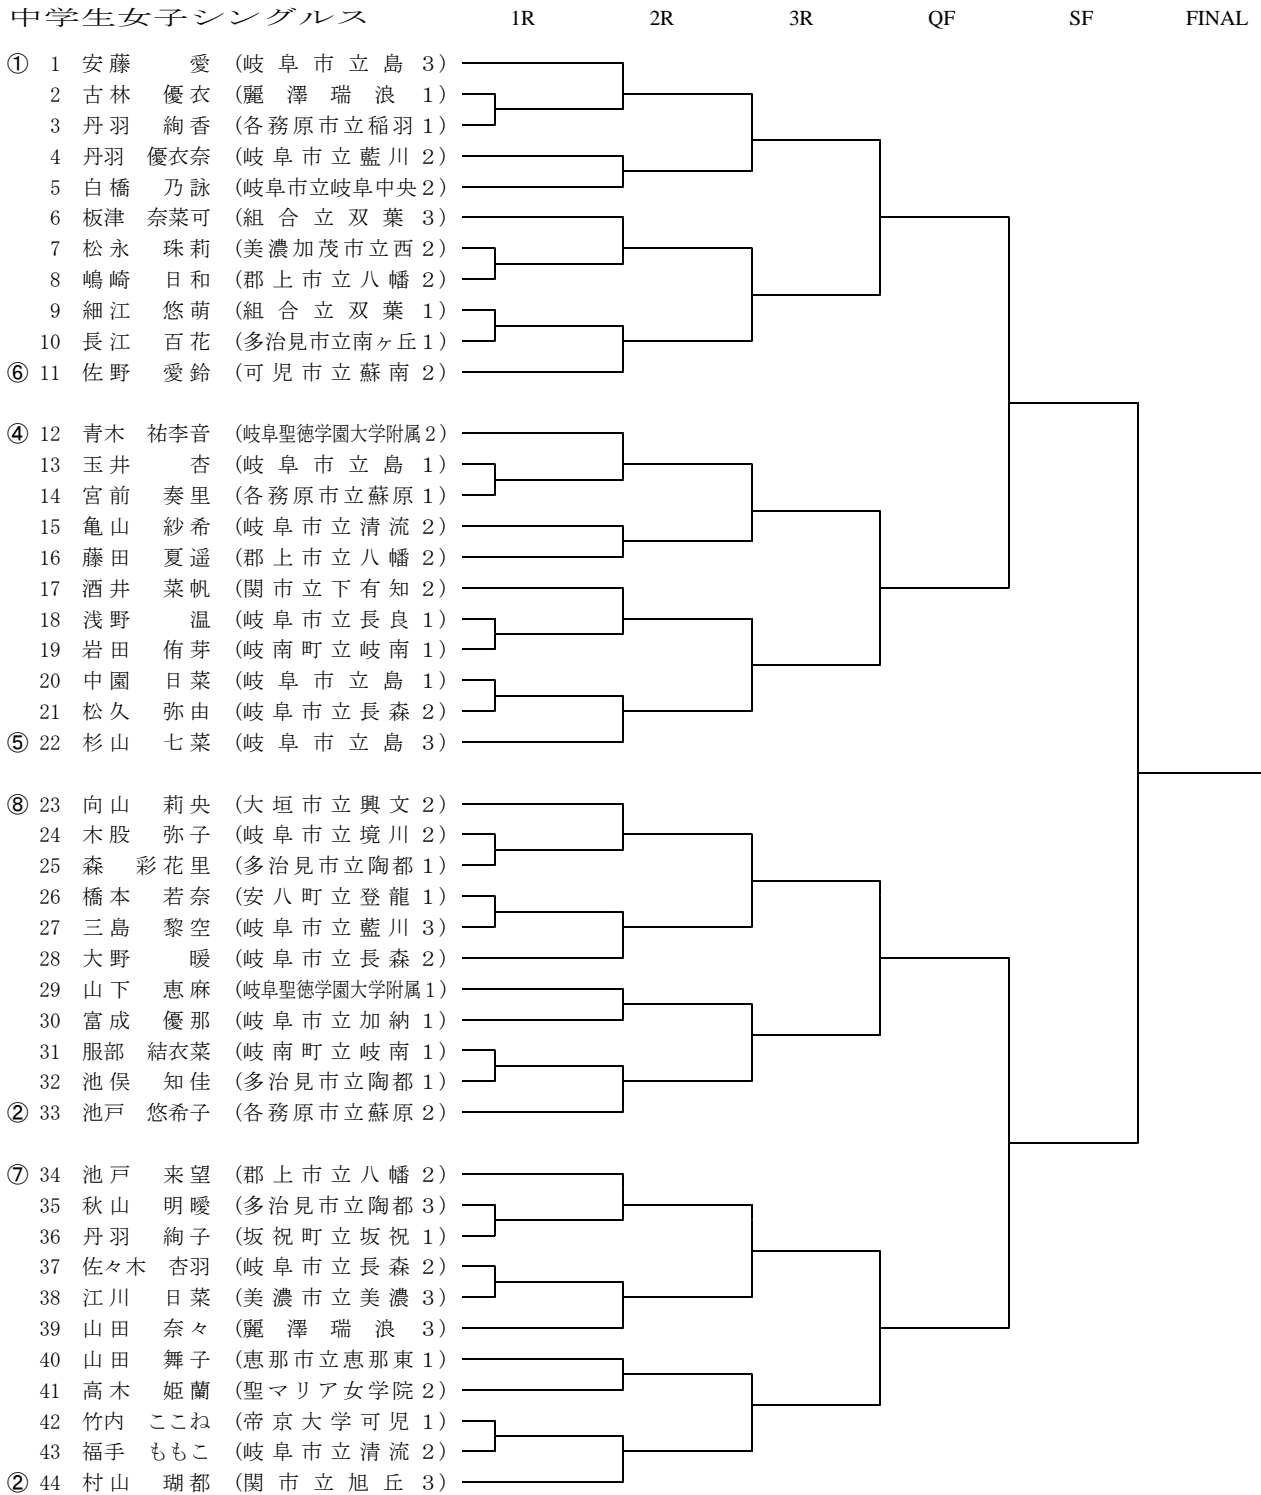 中学生女子シングルス 1R 2R 3R QF SF FINAL
① 1 安藤 愛 (岐阜市立島 3)
2 古林 優衣 (麗澤瑞浪 1)
3 丹羽 絢香 (各務原市立稲羽 1)
4 丹羽 優衣奈 (岐阜市立藍川 2)
5 白橋 乃詠 (岐阜市立岐阜中央 2)
6 板津 奈菜可 (組合立双葉 3)
7 松永 珠莉 (美濃加茂市立西 2)
8 嶋崎 日和 (郡上市立八幡 2)
9 細江 悠萌 (組合立双葉 1)
10 長江 百花 (多治見市立南ヶ丘 1)
⑥ 11 佐野 愛鈴 (可児市立蘇南 2)
④ 12 青木 祐李音 (岐阜聖徳学園大学附属 2)
13 玉井 杏 (岐阜市立島 1)
14 宮前 奏里 (各務原市立蘇原 1)
15 亀山 紗希 (岐阜市立清流 2)
16 藤田 夏遥 (郡上市立八幡 2)
17 酒井 菜帆 (関市立下有知 2)
18 浅野 温 (岐阜市立長良 1)
19 岩田 侑芽 (岐南町立岐南 1)
20 中園 日菜 (岐阜市立島 1)
21 松久 弥由 (岐阜市立長森 2)
⑤ 22 杉山 七菜 (岐阜市立島 3)
⑧ 23 向山 莉央 (大垣市立興文 2)
24 木股 弥子 (岐阜市立境川 2)
25 森 彩花里 (多治見市立陶都 1)
26 橋本 若奈 (安八町立登龍 1)
27 三島 黎空 (岐阜市立藍川 3)
28 大野 暖 (岐阜市立長森 2)
29 山下 恵麻 (岐阜聖徳学園大学附属 1)
30 富成 優那 (岐阜市立加納 1)
31 服部 結衣菜 (岐南町立岐南 1)
32 池俣 知佳 (多治見市立陶都 1)
② 33 池戸 悠希子 (各務原市立蘇原 2)
⑦ 34 池戸 来望 (郡上市立八幡 2)
35 秋山 明曖 (多治見市立陶都 3)
36 丹羽 絢子 (坂祝町立坂祝 1)
37 佐々木 杏羽 (岐阜市立長森 2)
38 江川 日菜 (美濃市立美濃 3)
39 山田 奈々 (麗澤瑞浪 3)
40 山田 舞子 (恵那市立恵那東 1)
41 高木 姫蘭 (聖マリア女学院 2)
42 竹内 ここね (帝京大学可児 1)
43 福手 ももこ (岐阜市立清流 2)
② 44 村山 瑚都 (関市立旭丘 3)